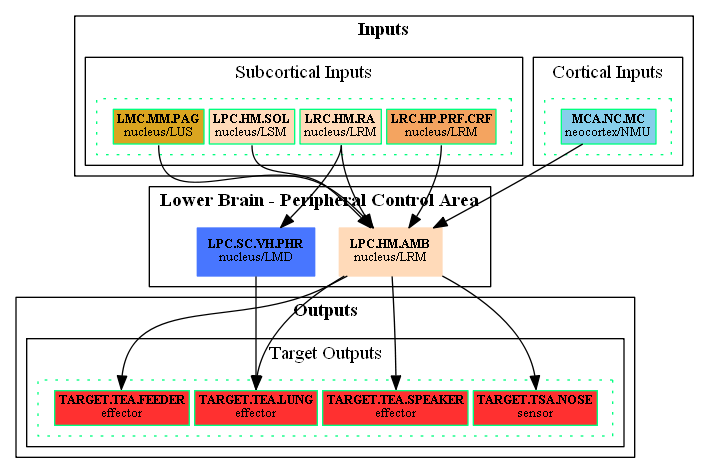 Inputs
Subcortical Inputs
Cortical Inputs
LMC.MM.PAG
nucleus/LUS
LPC.HM.SOL
nucleus/LSM
LRC.HM.RA
nucleus/LRM
LRC.HP.PRF.CRF
nucleus/LRM
MCA.NC.MC
neocortex/NMU
Lower Brain - Peripheral Control Area
LPC.SC.VH.PHR
nucleus/LMD
LPC.HM.AMB
nucleus/LRM
Outputs
Target Outputs
TARGET.TEA.FEEDER
effector
TARGET.TEA.LUNG
effector
TARGET.TEA.SPEAKER
effector
TARGET.TSA.NOSE
sensor